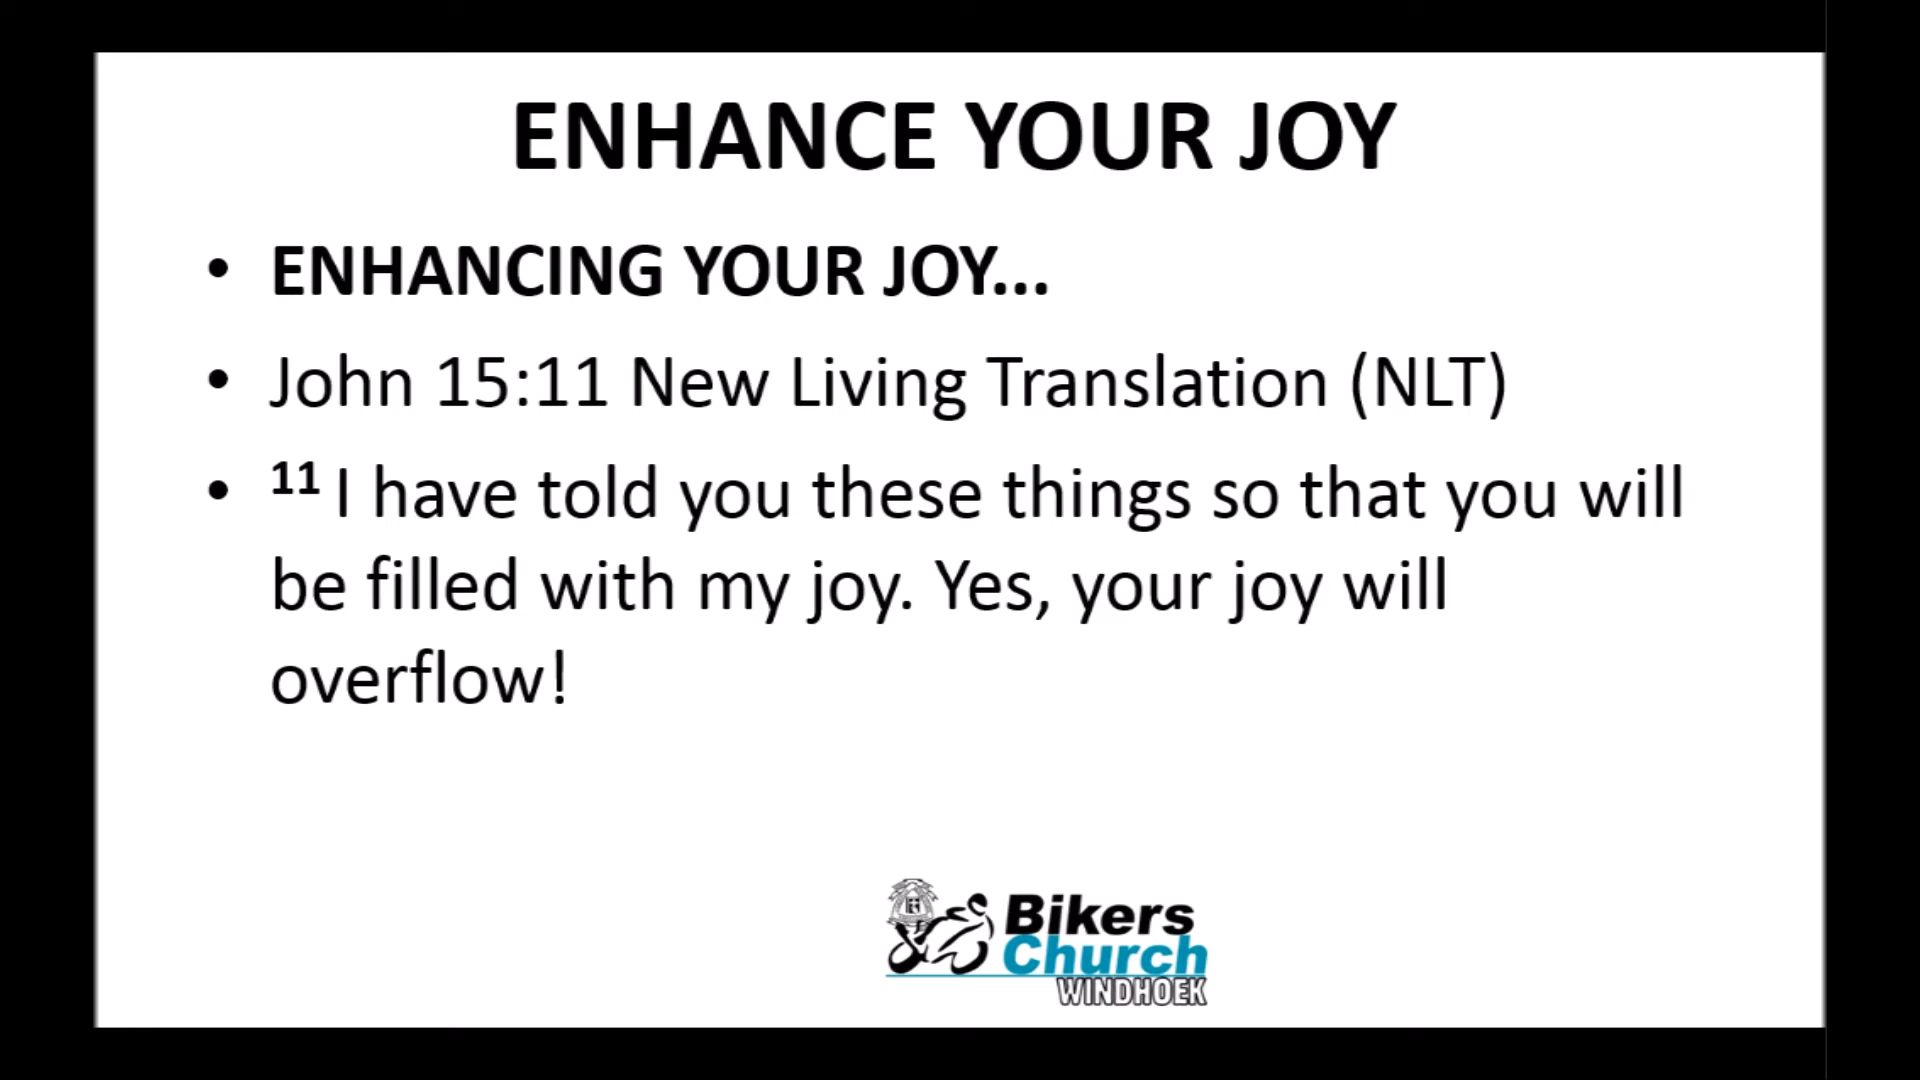 ENHANCE YOUR JOY
• ENHANCING YOUR JOY...
• John 15:11 New Living Translation (NLT)
• 11 I have told you these things so that you will
be filled with my joy. Yes, your joy will
overflow!
Bikers
Church
WINDHOEK